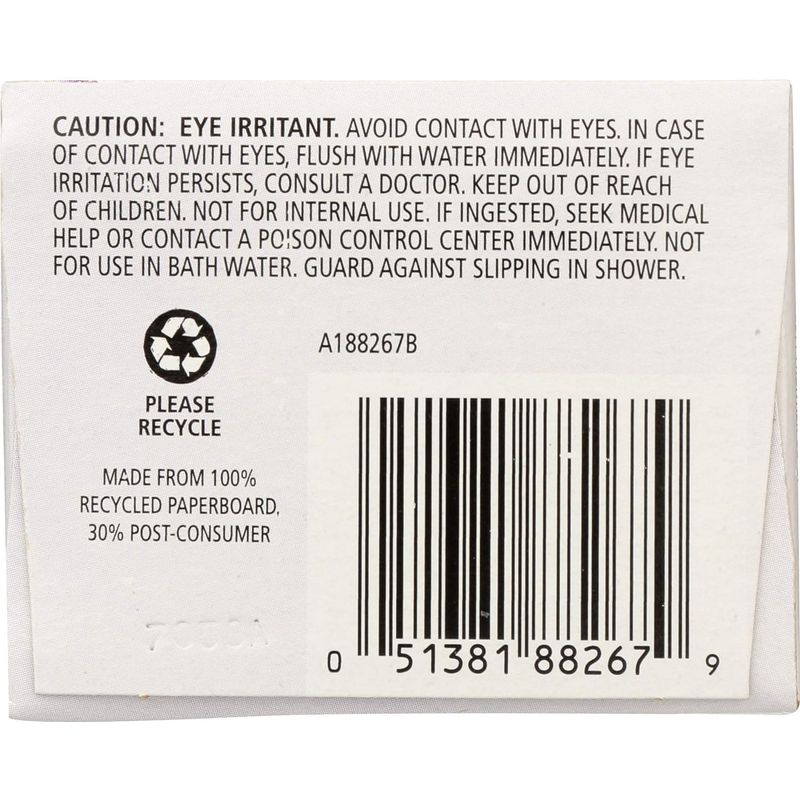 CAUTION: EYE IRRITANT. AVOID CONTACT WITH EYES. IN CASE
OF CONTACT WITH EYES, FLUSH WITH WATER IMMEDIATELY. IF EYE
IRRITATION PERSISTS, CONSULT A DOCTOR. KEEP OUT OF REACH
OF CHILDREN. NOT FOR INTERNAL USE. IF INGESTED, SEEK MEDICAL
HELP OR CONTACT A POISON CONTROL CENTER IMMEDIATELY. NOT
FOR USE IN BATH WATER. GUARD AGAINST SLIPPING IN SHOWER.
A188267B
PLEASE
RECYCLE
MADE FROM 100%
RECYCLED PAPERBOARD,
30% POST-CONSUMER
0 51381 88267 9